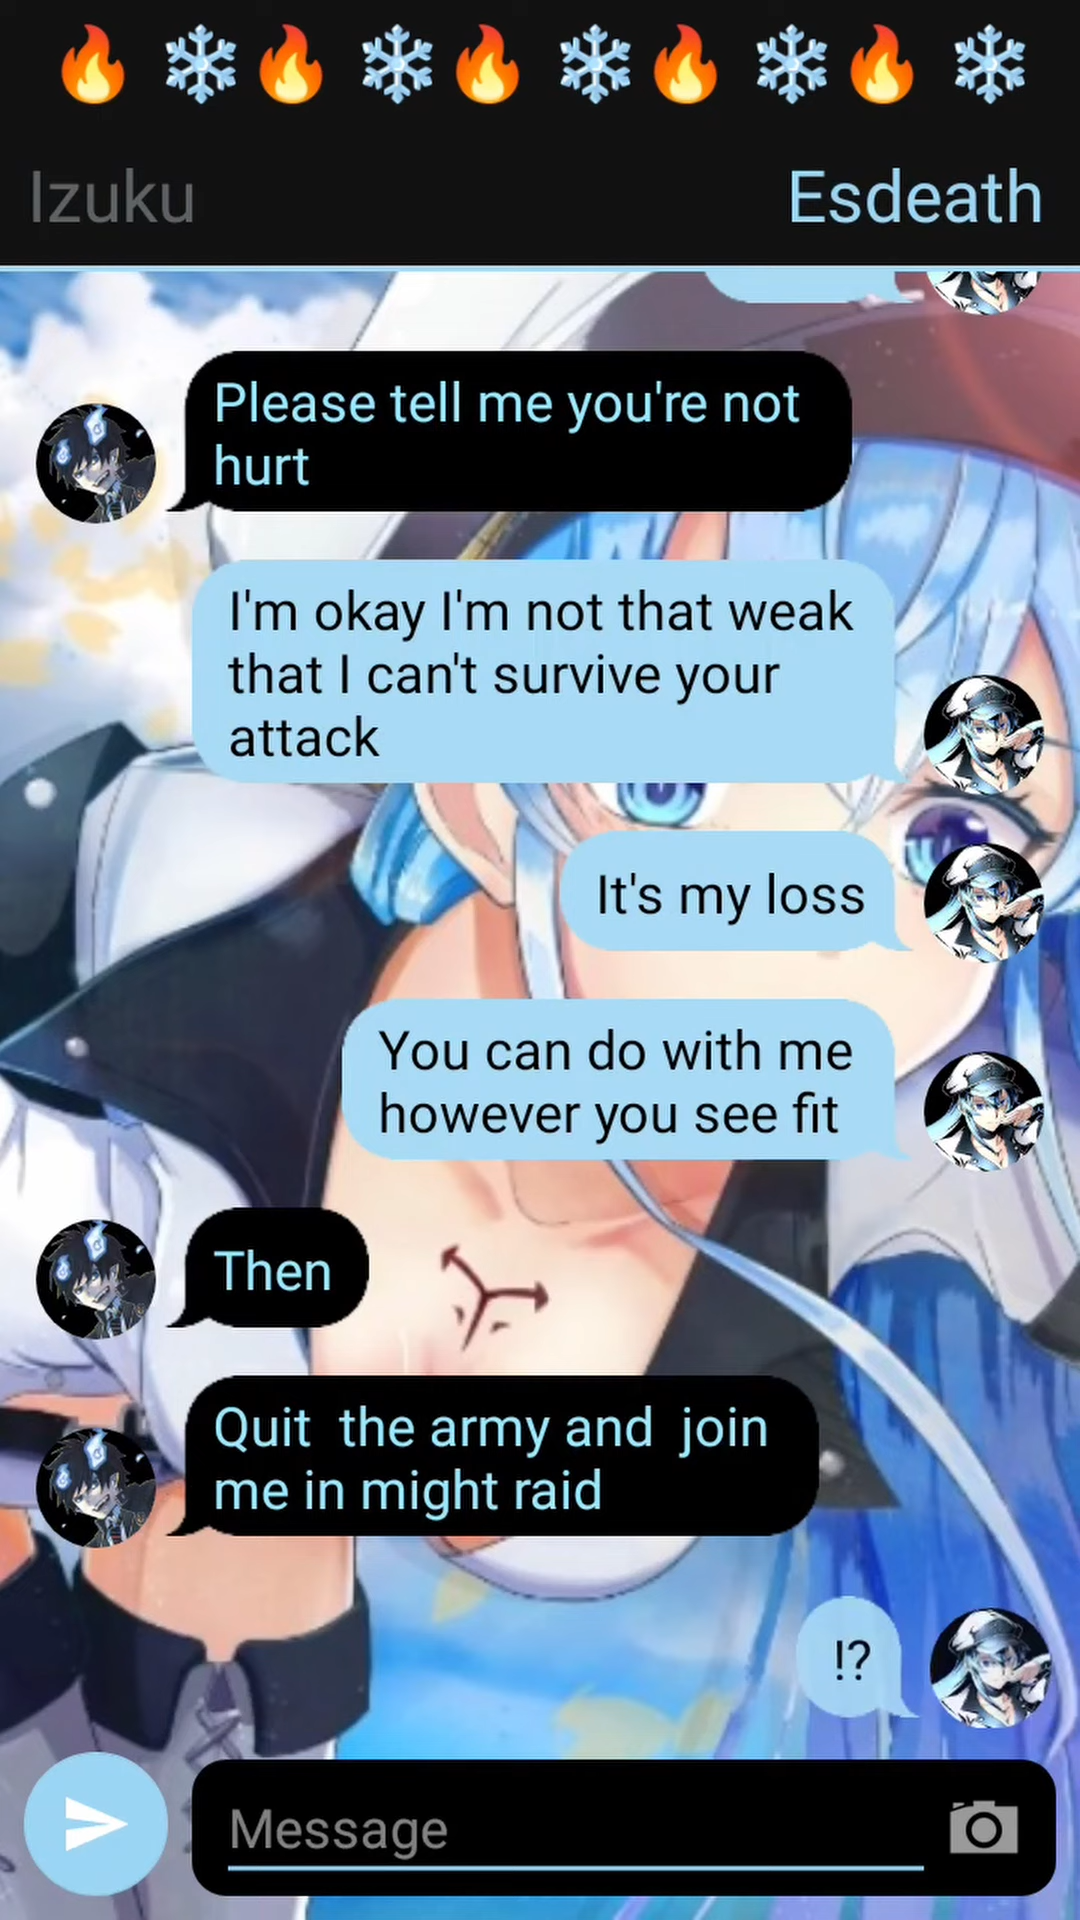 🔥 ❄️🔥 ❄️🔥 ❄️🔥 ❄️🔥 ❄️
Izuku
Esdeath
Please tell me you're not
hurt
I'm okay I'm not that weak
that I can't survive your
attack
It's my loss
You can do with me
however you see fit
Then
Quit  the army and  join
me in might raid
!?
Message